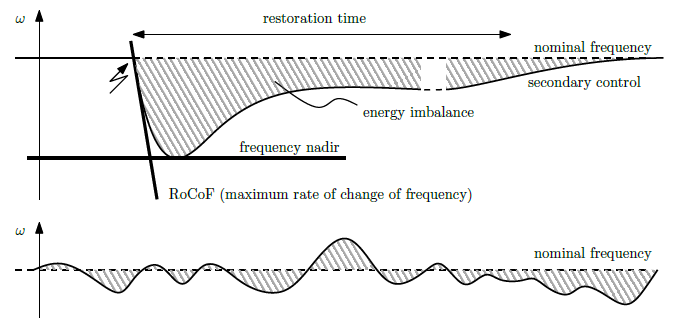 ω
restoration time
nominal frequency
secondary control
energy imbalance
frequency nadir
RoCoF (maximum rate of change of frequency)
ω
nominal frequency